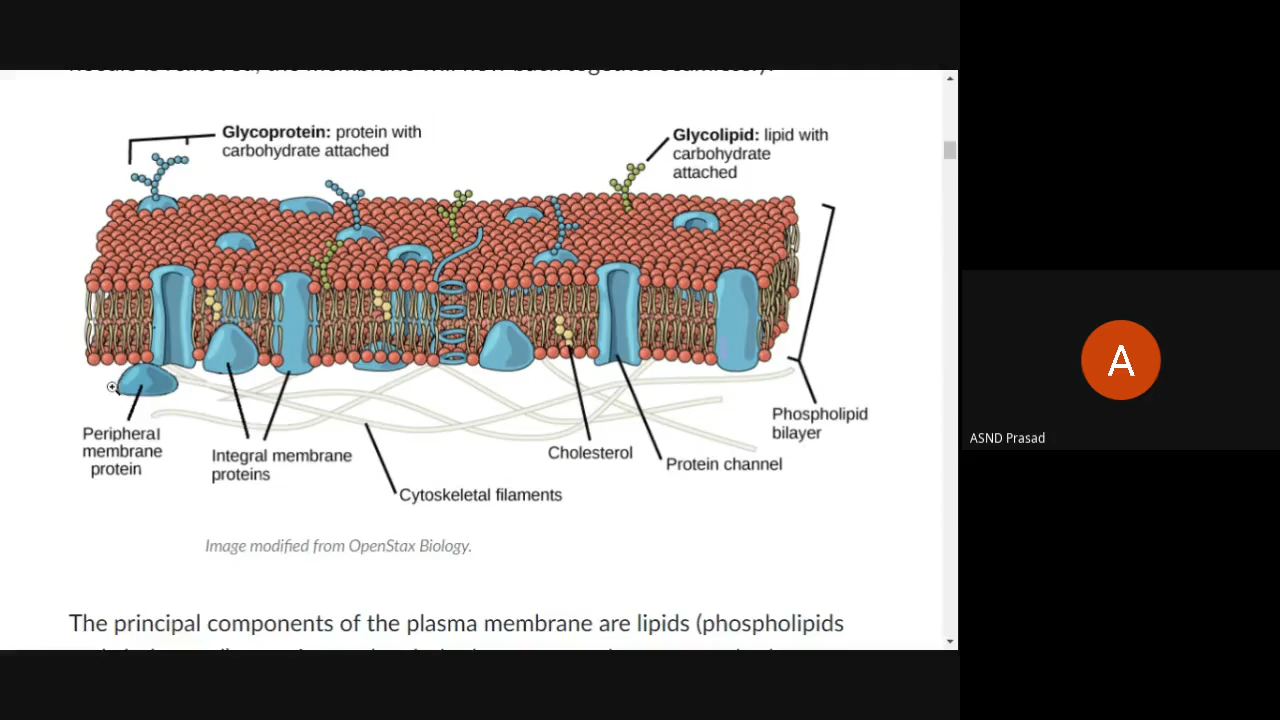 Glycoprotein: protein with
carbohydrate attached
Glycolipid: lipid with
carbohydrate
attached
Peripheral
membrane
protein
Integral membrane
proteins
Cytoskeletal filaments
Cholesterol
Protein channel
Phospholipid
bilayer
Image modified from OpenStax Biology.
The principal components of the plasma membrane are lipids (phospholipids
A
ASND Prasad